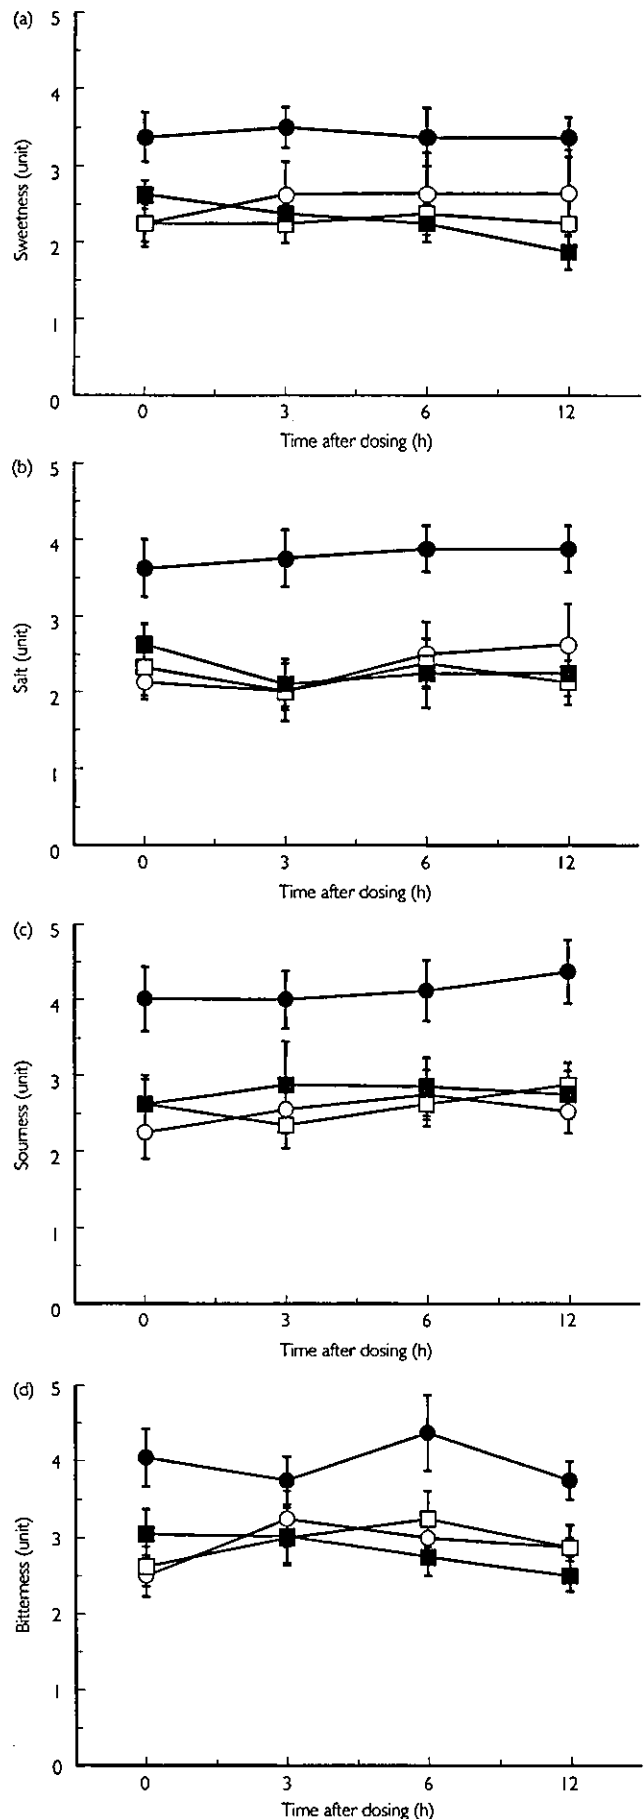 (a)
5
4
3
2
1
0
Sweetness (unit)
0 3 6 12
Time after dosing (h)
(b)
5
4
3
2
1
0
Salt (unit)
0 3 6 12
Time after dosing (h)
(c)
5
4
3
2
1
0
Sourness (unit)
0 3 6 12
Time after dosing (h)
(d)
5
4
3
2
1
0
Bitterness (unit)
0 3 6 12
Time after dosing (h)